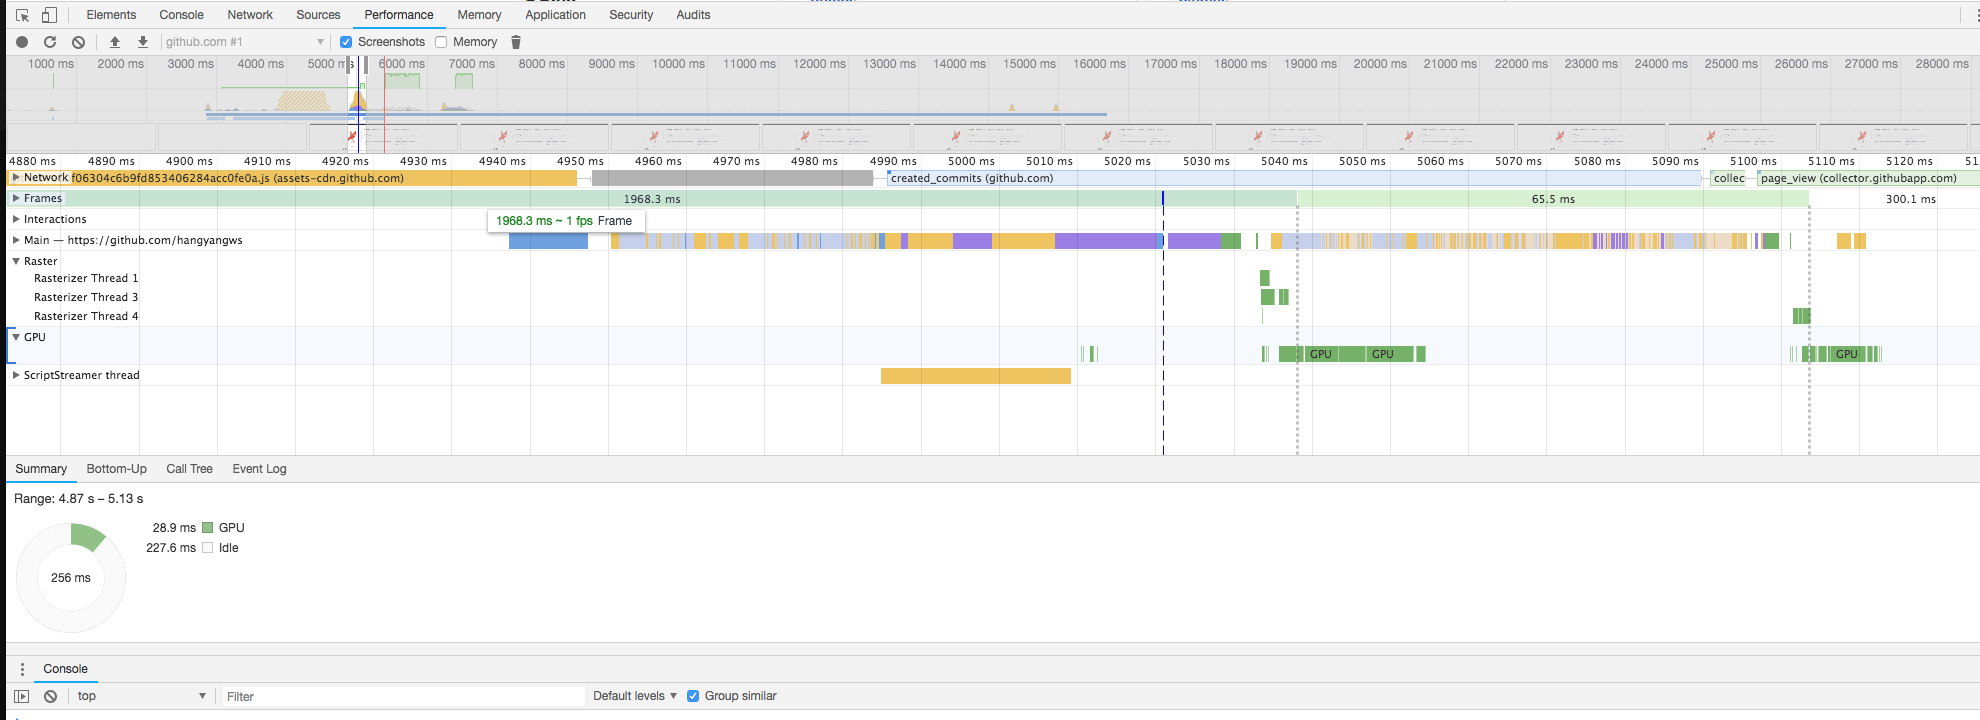 Elements Console Network Sources Performance Memory Application Security Audits
github.com #1 Screenshots Memory
1000 ms 2000 ms 3000 ms 4000 ms 5000 ms 6000 ms 7000 ms 8000 ms 9000 ms 10000 ms 11000 ms 12000 ms 13000 ms 14000 ms 15000 ms 16000 ms 17000 ms 18000 ms 19000 ms 20000 ms 21000 ms 22000 ms 23000 ms 24000 ms 25000 ms 26000 ms 27000 ms 28000 ms
4880 ms 4890 ms 4900 ms 4910 ms 4920 ms 4930 ms 4940 ms 4950 ms 4960 ms 4970 ms 4980 ms 4990 ms 5000 ms 5010 ms 5020 ms 5030 ms 5040 ms 5050 ms 5060 ms 5070 ms 5080 ms 5090 ms 5100 ms 5110 ms 5120 ms 51
Network f06304c6b9fd853406284acc0fe0a.js (assets-cdn.github.com) created_commits (github.com) collec page_view (collector.githubapp.com)
Frames 1968.3 ms 65.5 ms 300.1 ms
Interactions 1968.3 ms ~ 1 fps Frame
Main — https://github.com/hangyangws
Raster
Rasterizer Thread 1
Rasterizer Thread 3
Rasterizer Thread 4
GPU
GPU GPU GPU
ScriptStreamer thread
Summary Bottom-Up Call Tree Event Log
Range: 4.87 s – 5.13 s
28.9 ms GPU
227.6 ms Idle
256 ms
Console
top Filter Default levels Group similar